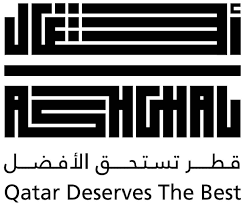 أشغال
ASHGHAL
قطر تستحق الأفضل
Qatar Deserves The Best